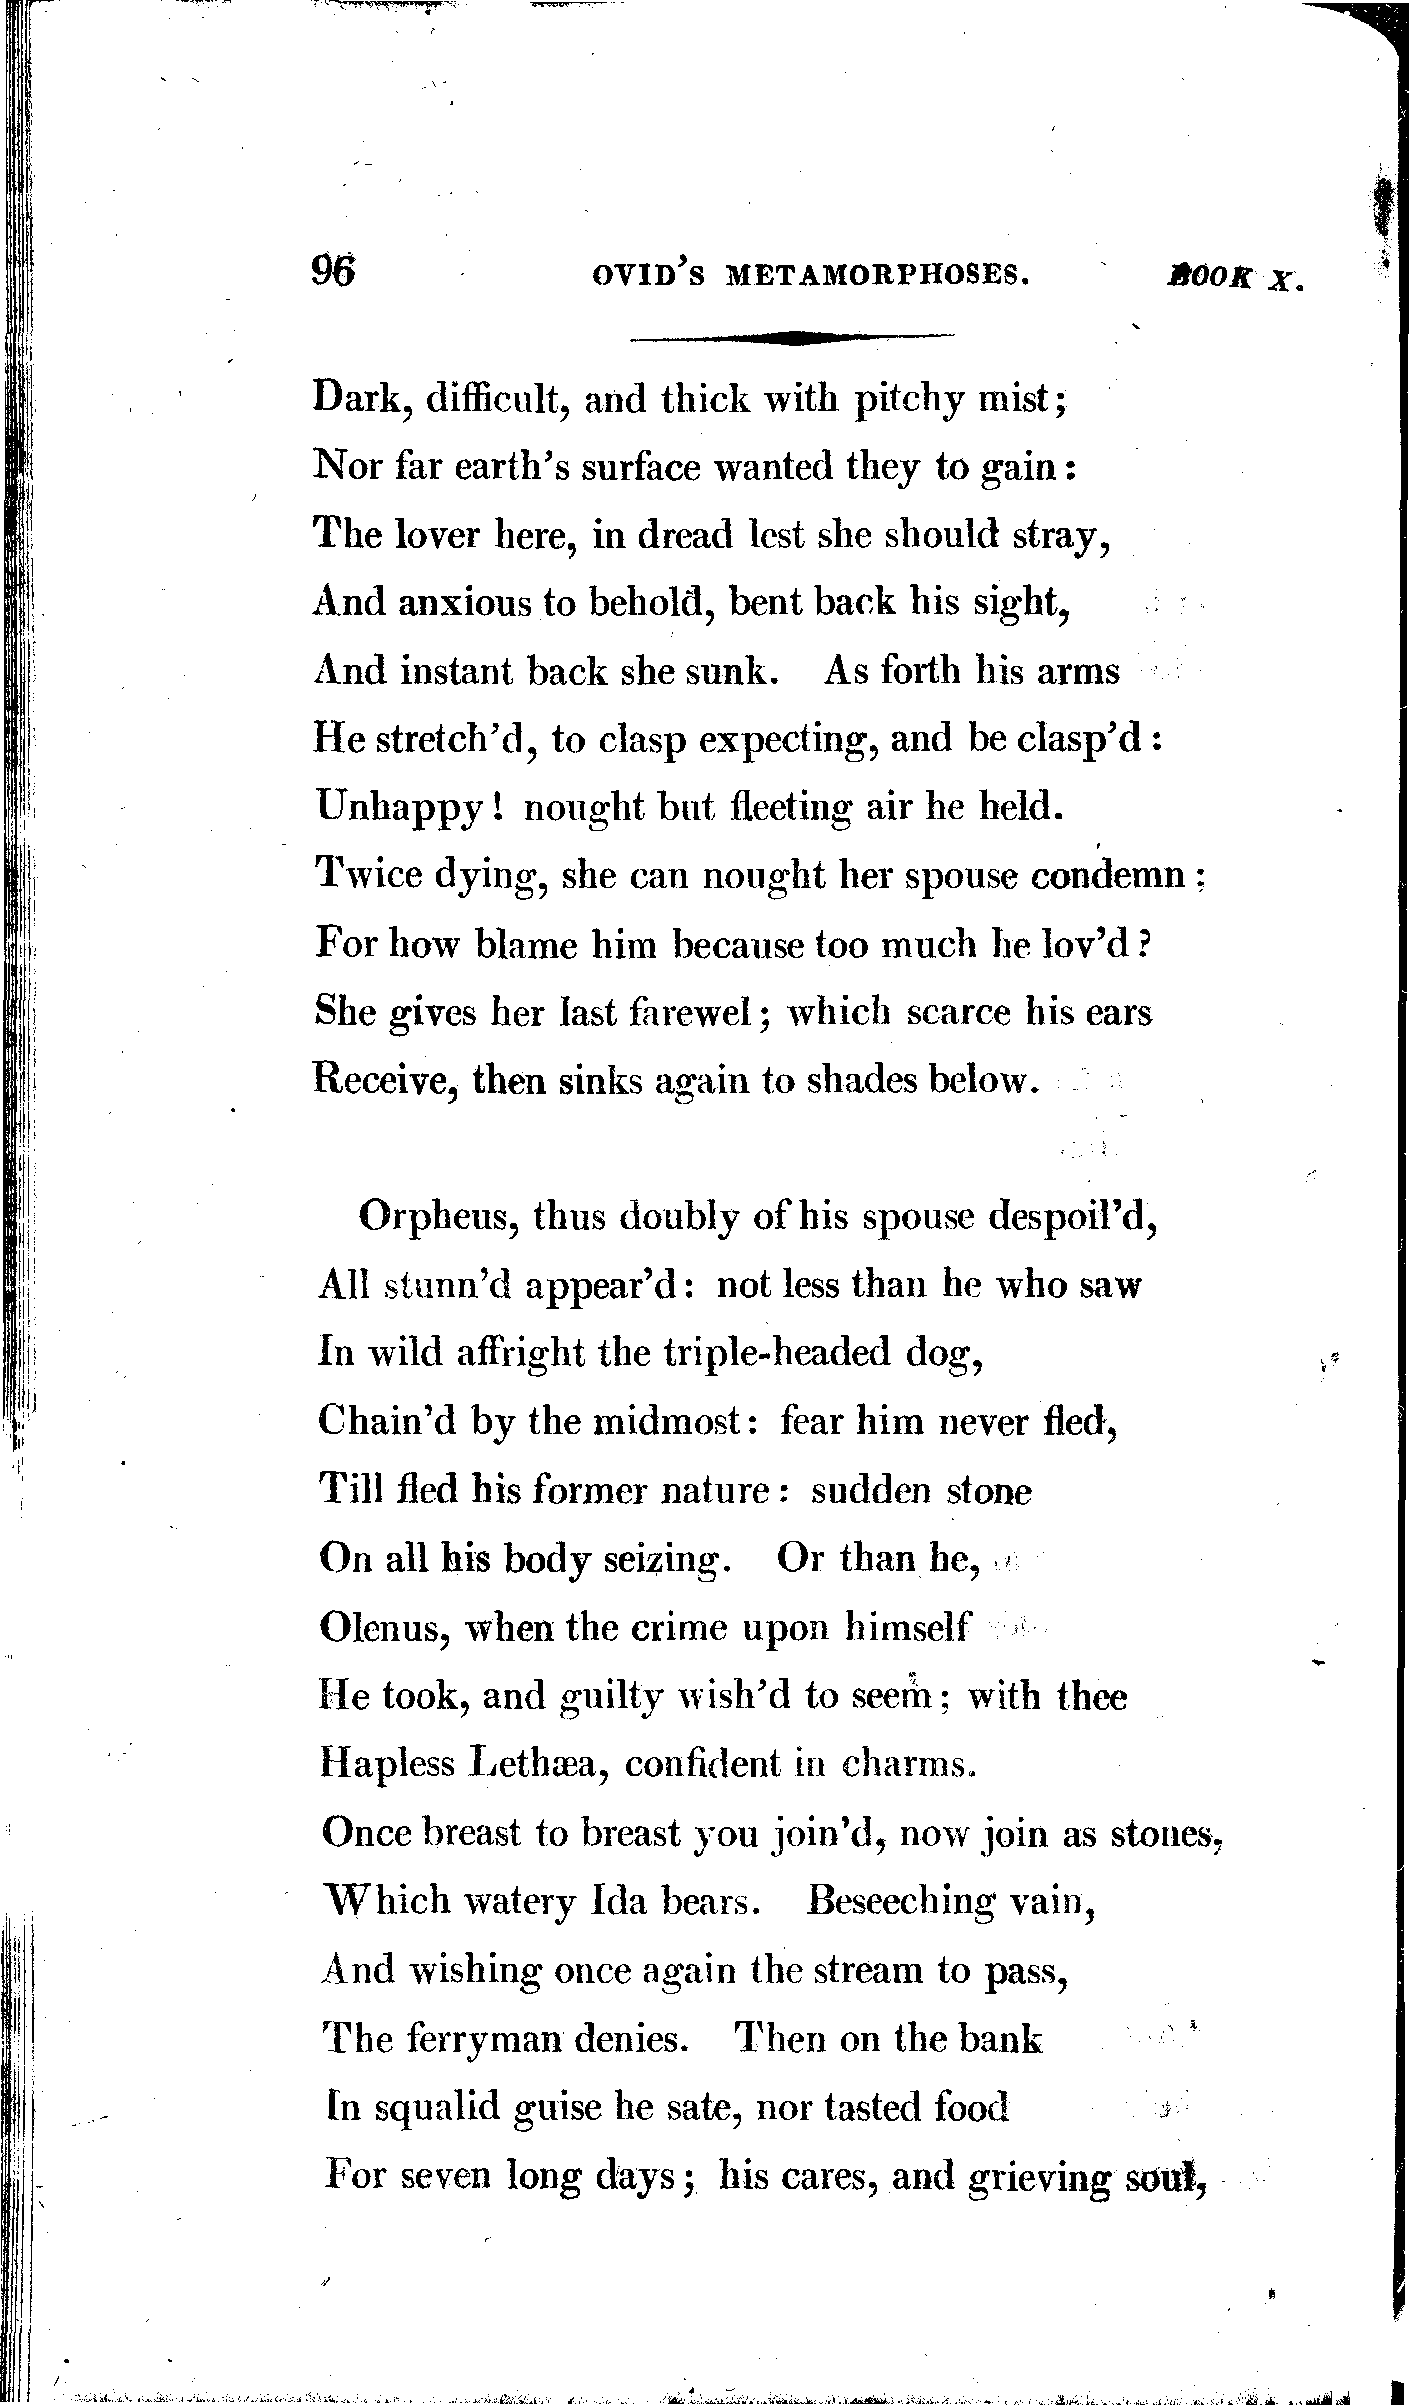 96 OVID'S METAMORPHOSES. BOOK X.
Dark, difficult, and thick with pitchy mist;
Nor far earth's surface wanted they to gain:
The lover here, in dread lest she should stray,
And anxious to behold, bent back his sight,
And instant back she sunk. As forth his arms
He stretch'd, to clasp expecting, and be clasp'd:
Unhappy! nought but fleeting air he held.
Twice dying, she can nought her spouse condemn;
For how blame him because too much he lov'd?
She gives her last farewel; which scarce his ears
Receive, then sinks again to shades below.
Orpheus, thus doubly of his spouse despoil'd,
All stunn'd appear'd: not less than he who saw
In wild affright the triple-headed dog,
Chain'd by the midmost: fear him never fled,
Till fled his former nature: sudden stone
On all his body seizing. Or than he,
Olenus, when the crime upon himself
He took, and guilty wish'd to seem; with thee
Hapless Lethæa, confident in charms.
Once breast to breast you join'd, now join as stones,
Which watery Ida bears. Beseeching vain,
And wishing once again the stream to pass,
The ferryman denies. Then on the bank
In squalid guise he sate, nor tasted food
For seven long days; his cares, and grieving soul,